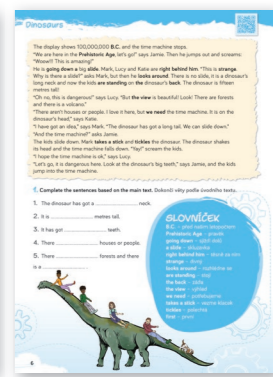 Dinosaurs
The display shows 100,000,000 B.C. and the time machine stops.
"We are here in the Prehistoric Age, let's go!" says Jamie. Then he jumps out and screams:
"Woww!!! This is amazing!"
He is going down a big slide. Mark, Lucy and Katie are right behind him. "This is strange.
Why is there a slide?" asks Mark, but then he looks around. There is no slide, it is a dinosaur's
long neck and now the kids are standing on the dinosaur's back. The dinosaur is fifteen
metres tall!
"Oh no, this is dangerous!" says Lucy. "But the view is beautiful! Look! There are forests
and there is a volcano."
"There aren't houses or people. I love it here, but we need the time machine. It is on the
dinosaur's head," says Katie.
"I have got an idea," says Mark. "The dinosaur has got a long tail. We can slide down."
"And the time machine?" asks Jamie.
The kids slide down. Mark takes a stick and tickles the dinosaur. The dinosaur shakes
its head and the time machine falls down. "Yay!" scream the kids.
"I hope the time machine is ok," says Lucy.
"Let's go, it is dangerous here. Look at the dinosaur's big teeth," says Jamie, and the kids
jump into the time machine.
1. Complete the sentences based on the main text. Dokonči věty podle úvodního textu.
1. The dinosaur has got a ........................ neck.
2. It is ........................ metres tall.
3. It has got ........................ teeth.
4. There ........................ houses or people.
5. There ........................ forests and there
is a ........................
SLOVNÍČEK
B.C. - před naším letopočtem
Prehistoric Age - pravěk
going down - sjíždí dolů
a slide - skluzavka
right behind him - hned za ním
strange - divný
looks around - rozhlédne se
are standing - stojí
the back - záda
the view - výhled
we need - potřebujeme
takes a stick - vezme klacek
tickles - polechtá
6